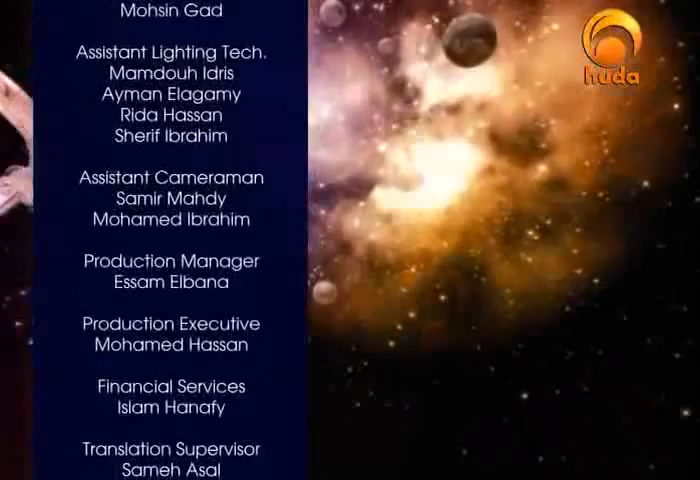 Mohsin Gad
Assistant Lighting Tech.
Mamdouh Idris
Ayman Elagamy
Rida Hassan
Sherif Ibrahim
Assistant Cameraman
Samir Mahdy
Mohamed Ibrahim
Production Manager
Essam Elbana
Production Executive
Mohamed Hassan
Financial Services
Islam Hanafy
Translation Supervisor
Sameh Asal
huda